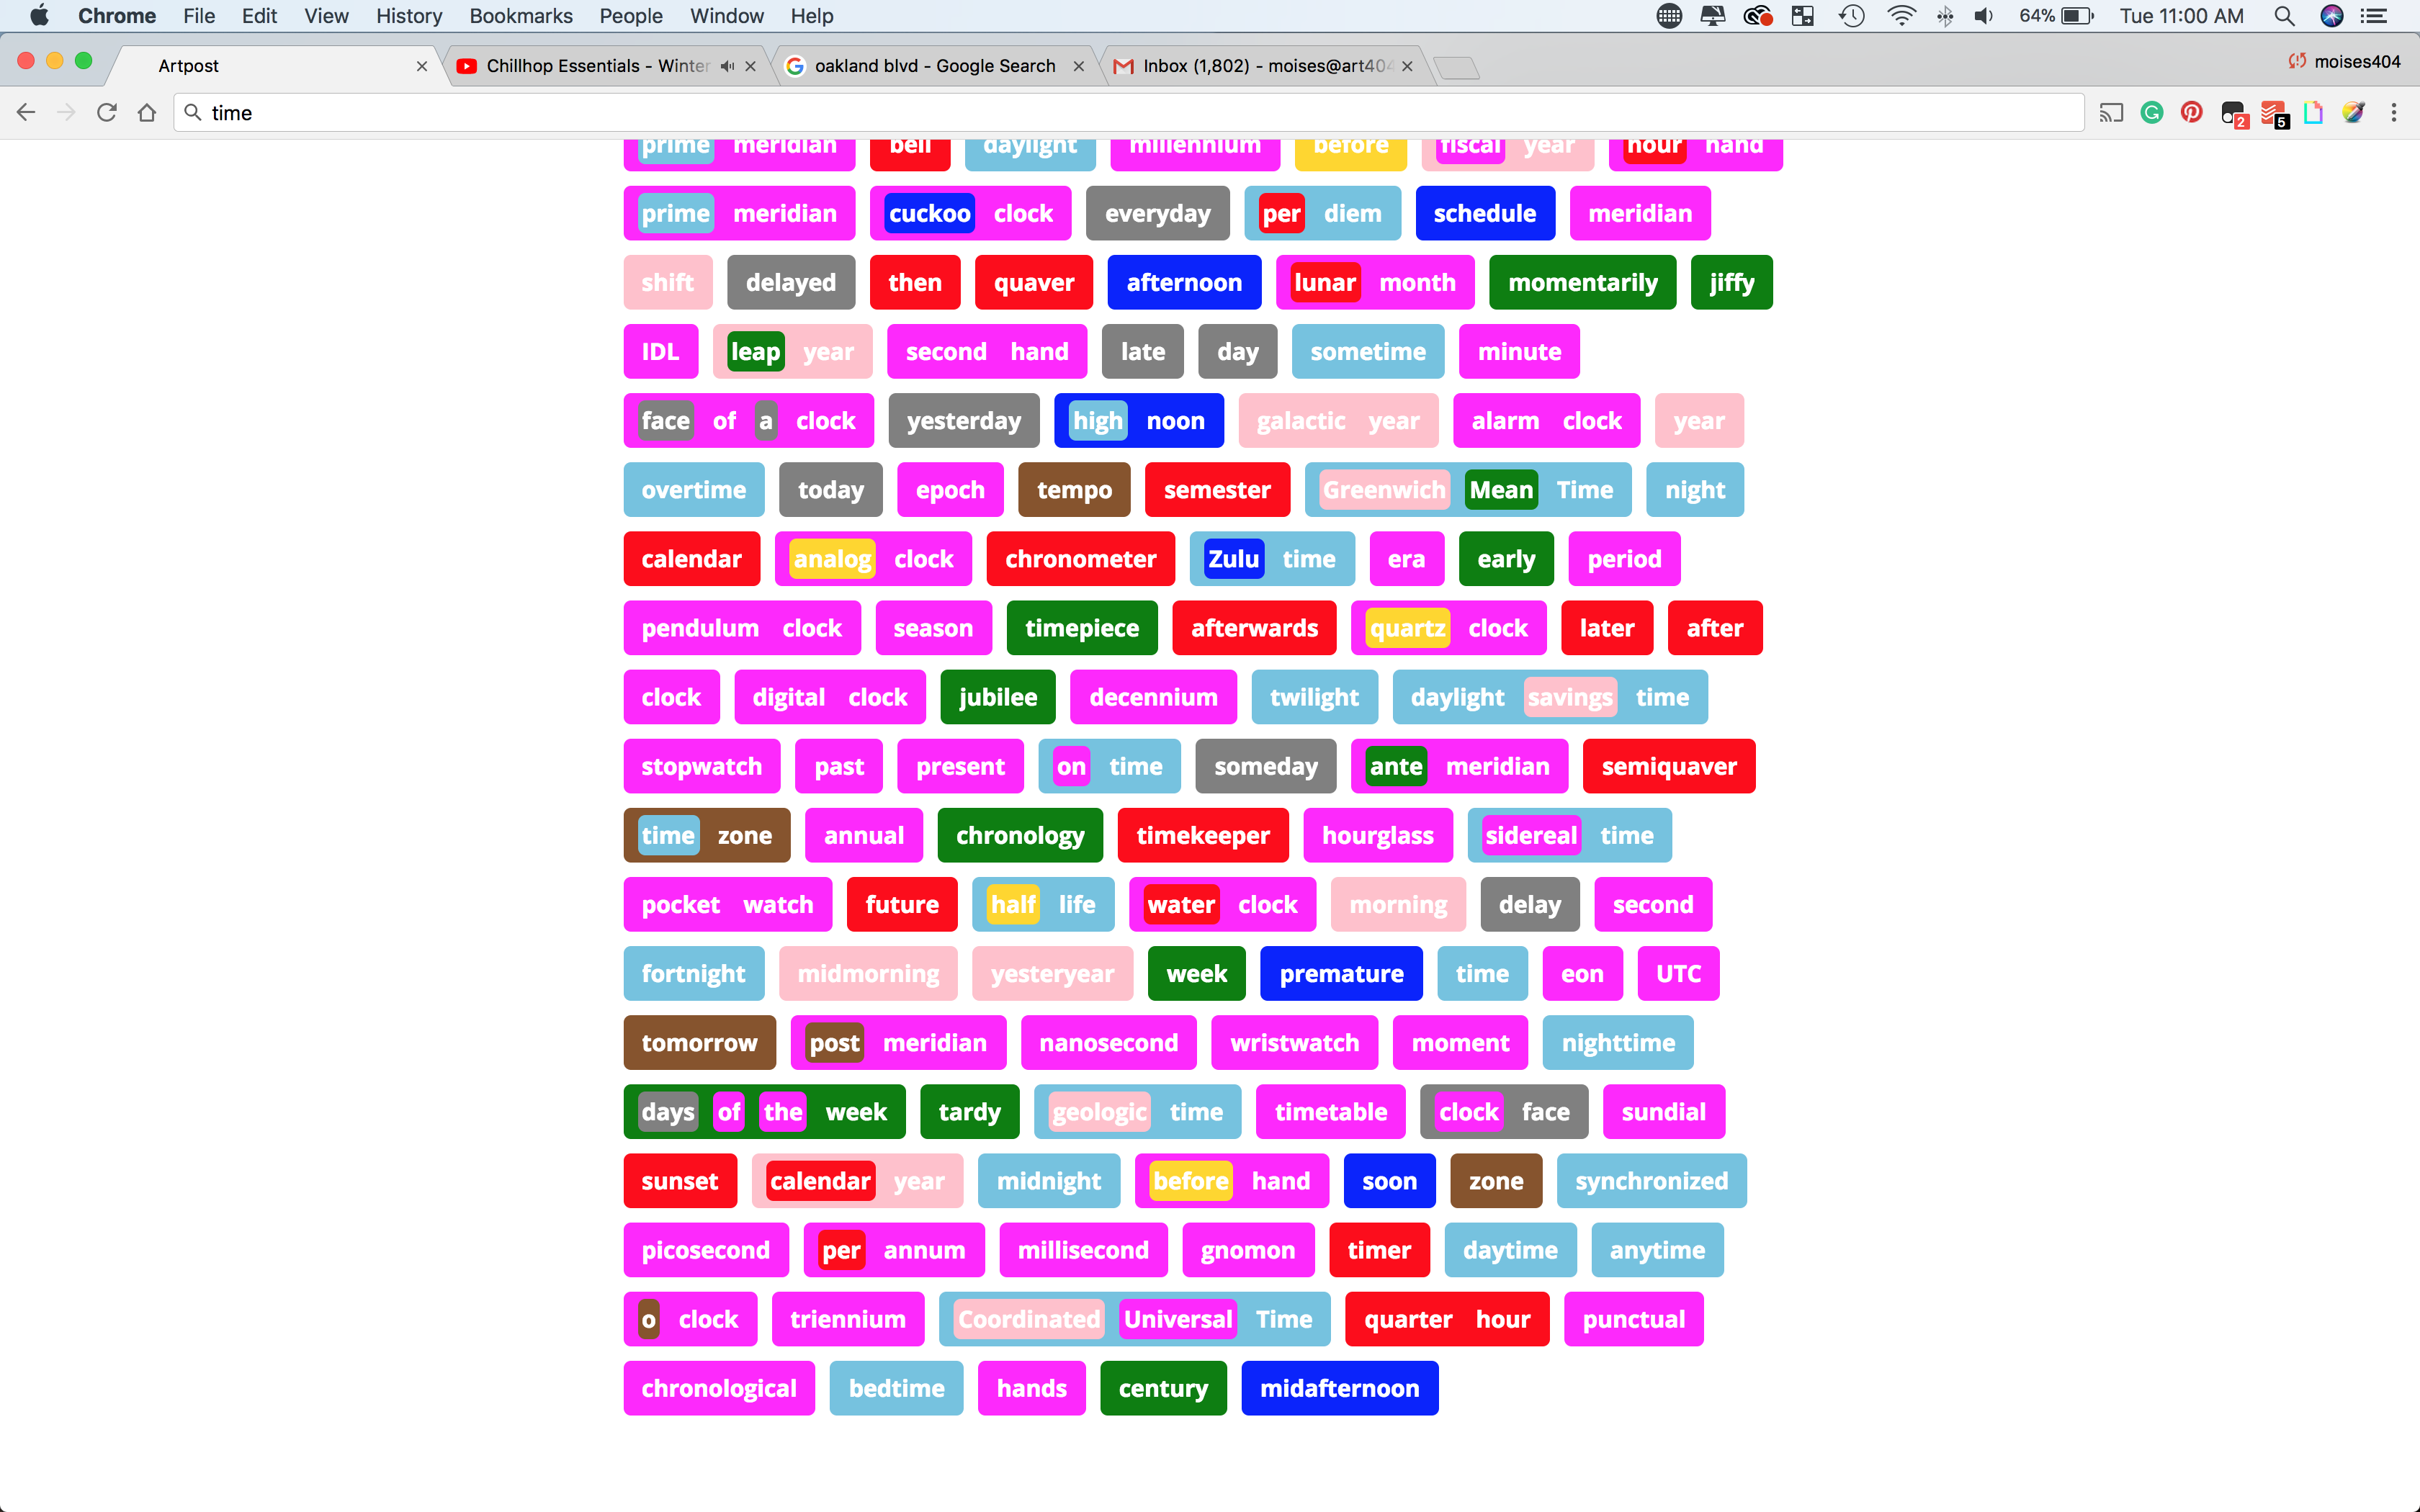 Chrome File Edit View History Bookmarks People Window Help 64% Tue 11:00 AM
Artpost Chillhop Essentials - Winter oakland blvd - Google Search Inbox (1,802) - moises@art404 moises404
time 2 5
prime meridian bell daylight millennium before fiscal year hour hand
prime meridian cuckoo clock everyday per diem schedule meridian
shift delayed then quaver afternoon lunar month momentarily jiffy
IDL leap year second hand late day sometime minute
face of a clock yesterday high noon galactic year alarm clock year
overtime today epoch tempo semester Greenwich Mean Time night
calendar analog clock chronometer Zulu time era early period
pendulum clock season timepiece afterwards quartz clock later after
clock digital clock jubilee decennium twilight daylight savings time
stopwatch past present on time someday ante meridian semiquaver
time zone annual chronology timekeeper hourglass sidereal time
pocket watch future half life water clock morning delay second
fortnight midmorning yesteryear week premature time eon UTC
tomorrow post meridian nanosecond wristwatch moment nighttime
days of the week tardy geologic time timetable clock face sundial
sunset calendar year midnight before hand soon zone synchronized
picosecond per annum millisecond gnomon timer daytime anytime
o clock triennium Coordinated Universal Time quarter hour punctual
chronological bedtime hands century midafternoon